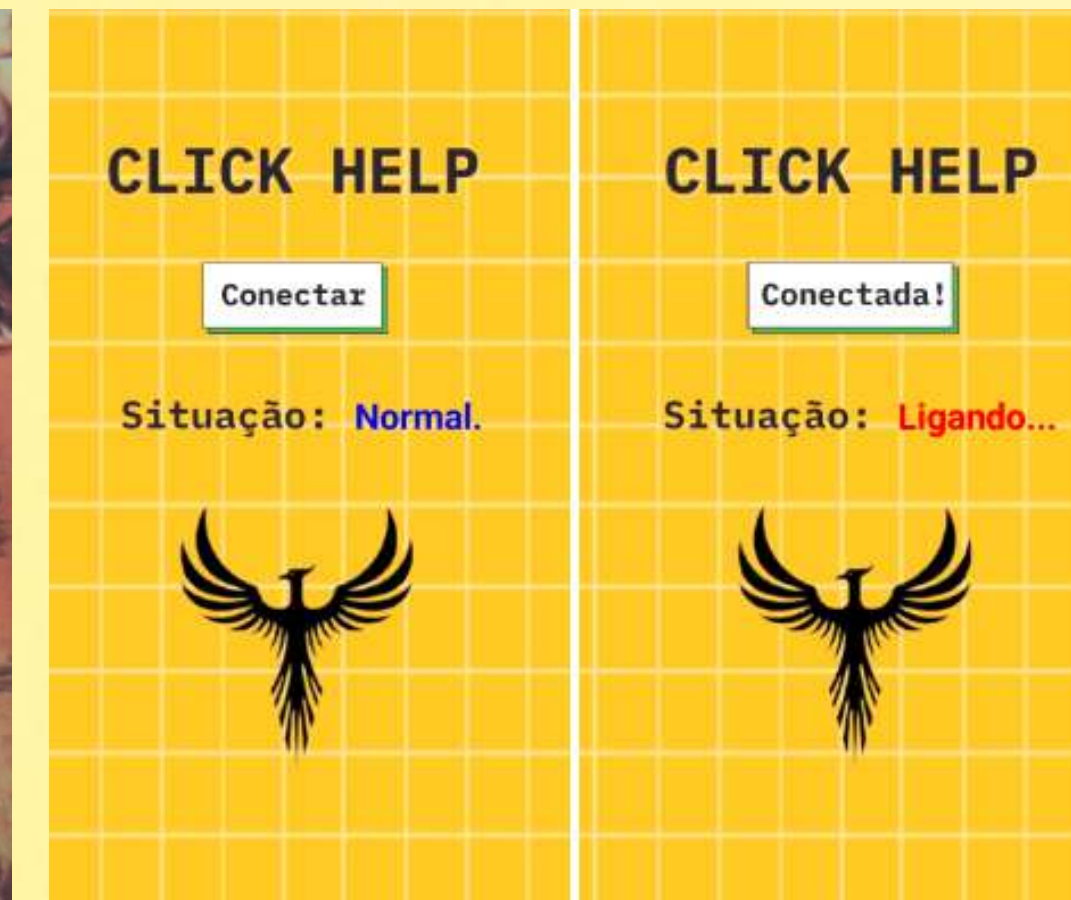 CLICK HELP
Conectar
Situação: Normal.
CLICK HELP
Conectada!
Situação: Ligando...